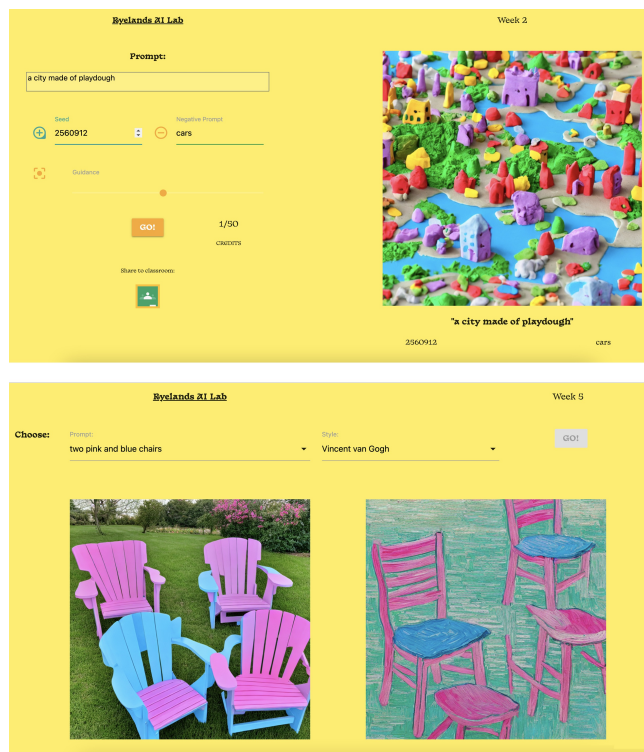 Ryelands AI Lab
Week 2
Prompt:
a city made of playdough
Seed
Negative Prompt
2560912
cars
Guidance
GO!
1/50
CREDITS
Share to classroom:
"a city made of playdough"
2560912
cars
Ryelands AI Lab
Week 5
Choose:
Prompt:
Style:
two pink and blue chairs
Vincent van Gogh
GO!